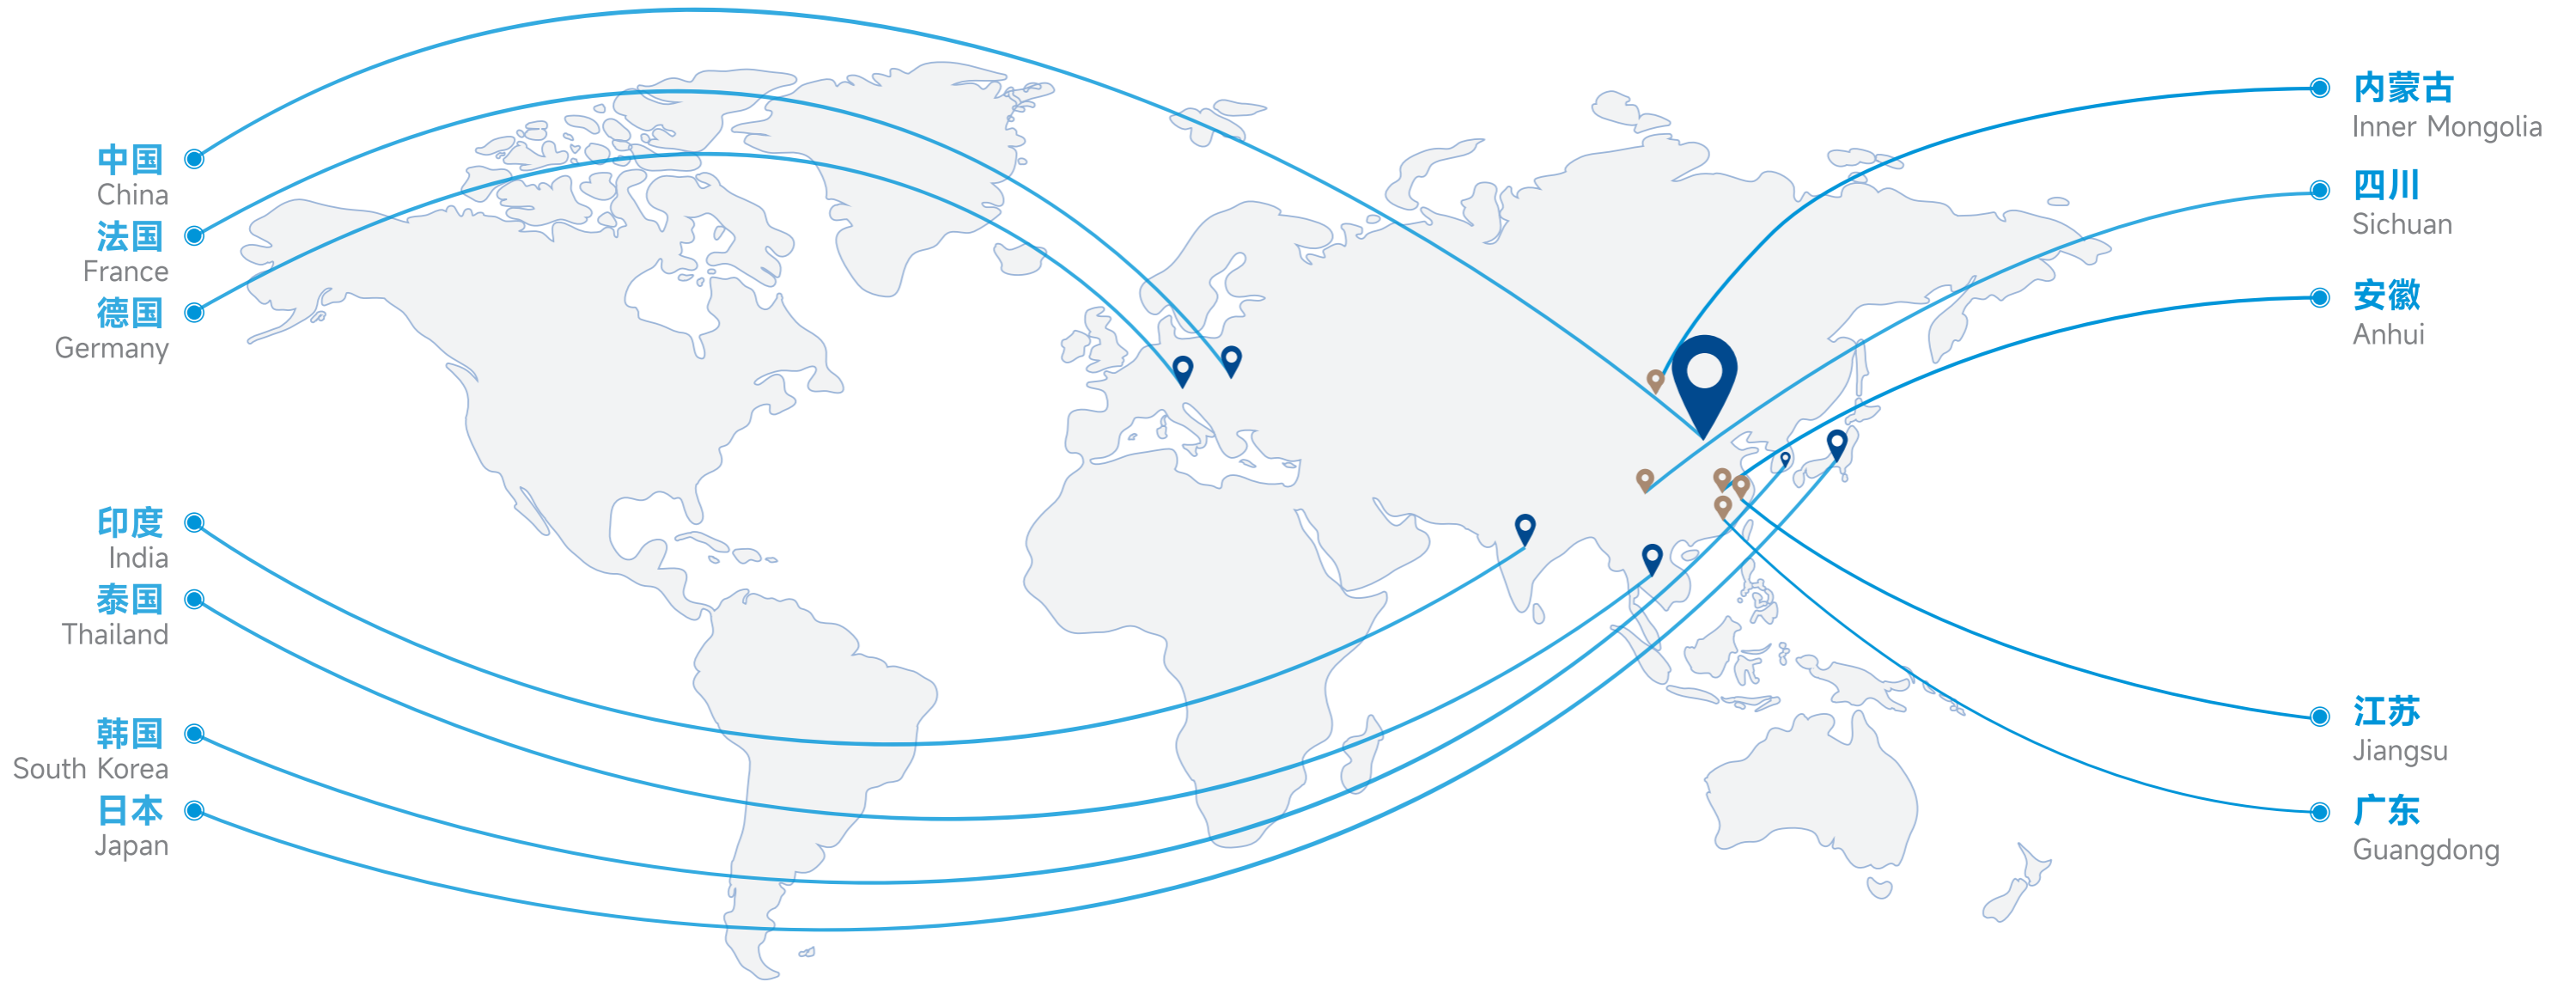 中国
China
法国
France
德国
Germany
印度
India
泰国
Thailand
韩国
South Korea
日本
Japan
内蒙古
Inner Mongolia
四川
Sichuan
安徽
Anhui
江苏
Jiangsu
广东
Guangdong